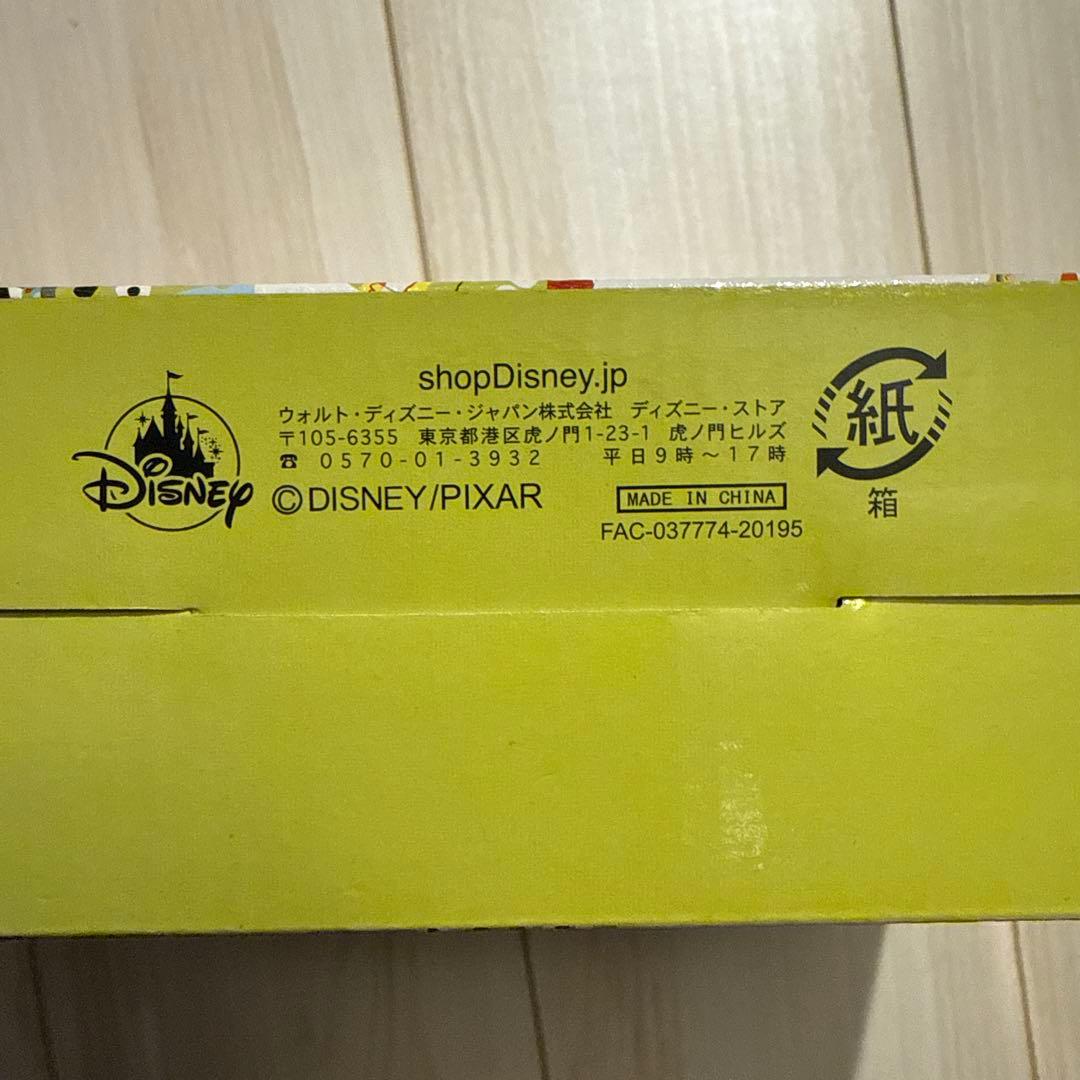 shopDisney.jp
ウォルト・ディズニー・ジャパン株式会社 ディズニー・ストア
〒105-6355 東京都港区虎ノ門1-23-1 虎ノ門ヒルズ
☎ 0570-01-3932 平日9時～17時
DISNEY
©DISNEY/PIXAR
MADE IN CHINA
FAC-037774-20195
紙
箱